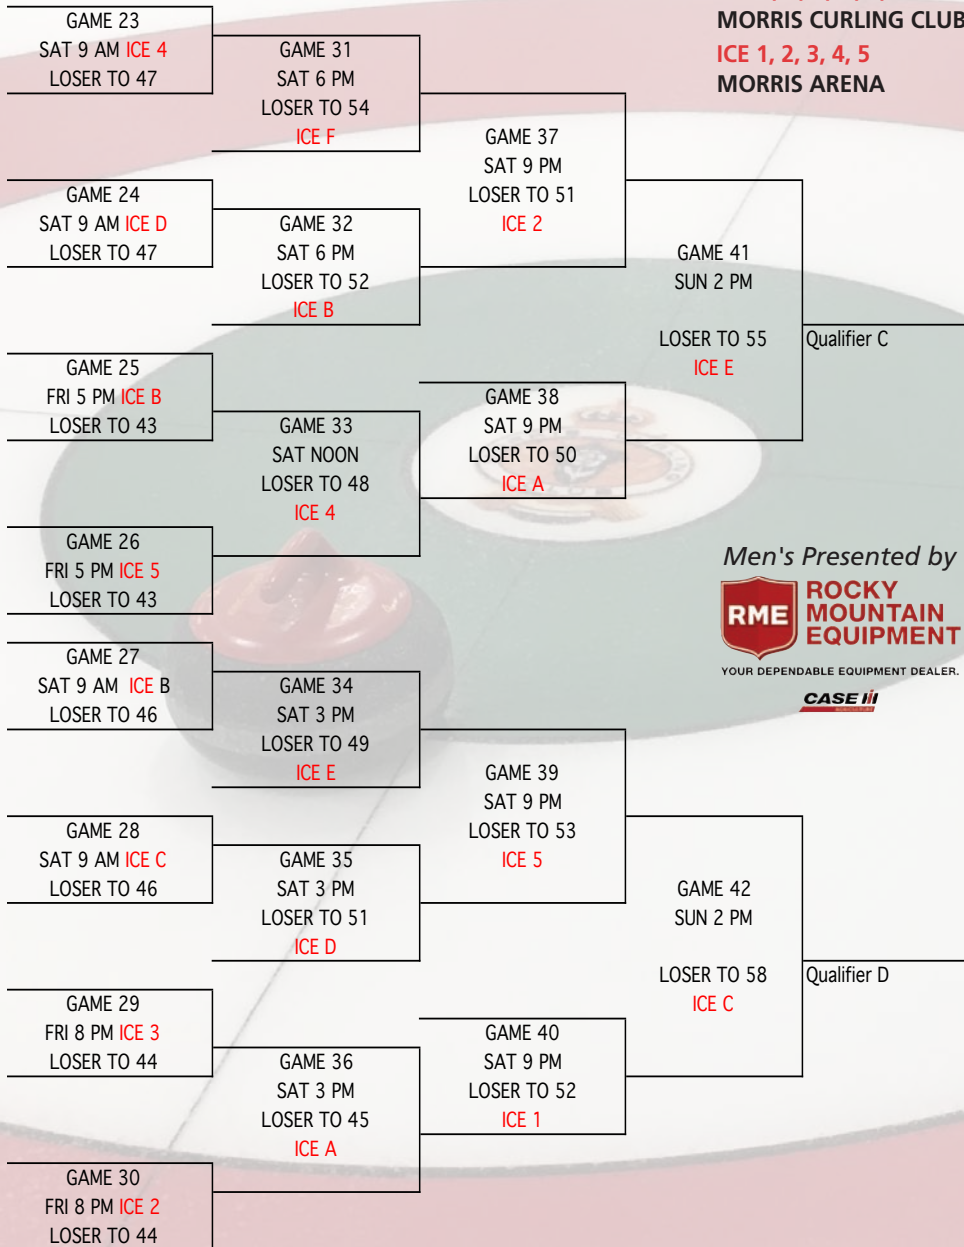 MORRIS CURLING CLUB
ICE 1, 2, 3, 4, 5
MORRIS ARENA
GAME 23
SAT 9 AM ICE 4
LOSER TO 47
GAME 24
SAT 9 AM ICE D
LOSER TO 47
GAME 25
FRI 5 PM ICE B
LOSER TO 43
GAME 26
FRI 5 PM ICE 5
LOSER TO 43
GAME 27
SAT 9 AM ICE B
LOSER TO 46
GAME 28
SAT 9 AM ICE C
LOSER TO 46
GAME 29
FRI 8 PM ICE 3
LOSER TO 44
GAME 30
FRI 8 PM ICE 2
LOSER TO 44
GAME 31
SAT 6 PM
LOSER TO 54
ICE F
GAME 32
SAT 6 PM
LOSER TO 52
ICE B
GAME 33
SAT NOON
LOSER TO 48
ICE 4
GAME 34
SAT 3 PM
LOSER TO 49
ICE E
GAME 35
SAT 3 PM
LOSER TO 51
ICE D
GAME 36
SAT 3 PM
LOSER TO 45
ICE A
GAME 37
SAT 9 PM
LOSER TO 51
ICE 2
GAME 38
SAT 9 PM
LOSER TO 50
ICE A
GAME 39
SAT 9 PM
LOSER TO 53
ICE 5
GAME 40
SAT 9 PM
LOSER TO 52
ICE 1
GAME 41
SUN 2 PM
LOSER TO 55
ICE E
GAME 42
SUN 2 PM
LOSER TO 58
ICE C
Qualifier C
Qualifier D
Men's Presented by
RME
ROCKY
MOUNTAIN
EQUIPMENT
YOUR DEPENDABLE EQUIPMENT DEALER.
CASE IH